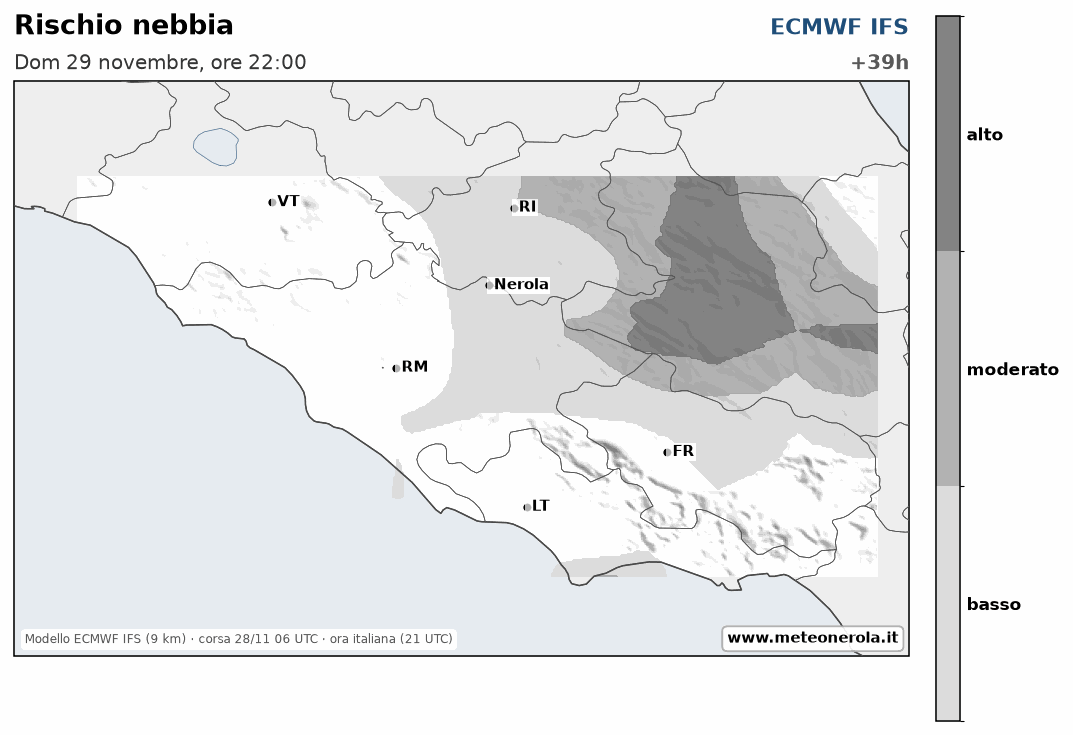 Rischio nebbia
ECMWF IFS
Dom 29 novembre, ore 22:00
+39h
alto
VT
RI
Nerola
moderato
RM
FR
LT
basso
Modello ECMWF IFS (9 km) · corsa 28/11 06 UTC · ora italiana (21 UTC)
www.meteonerola.it